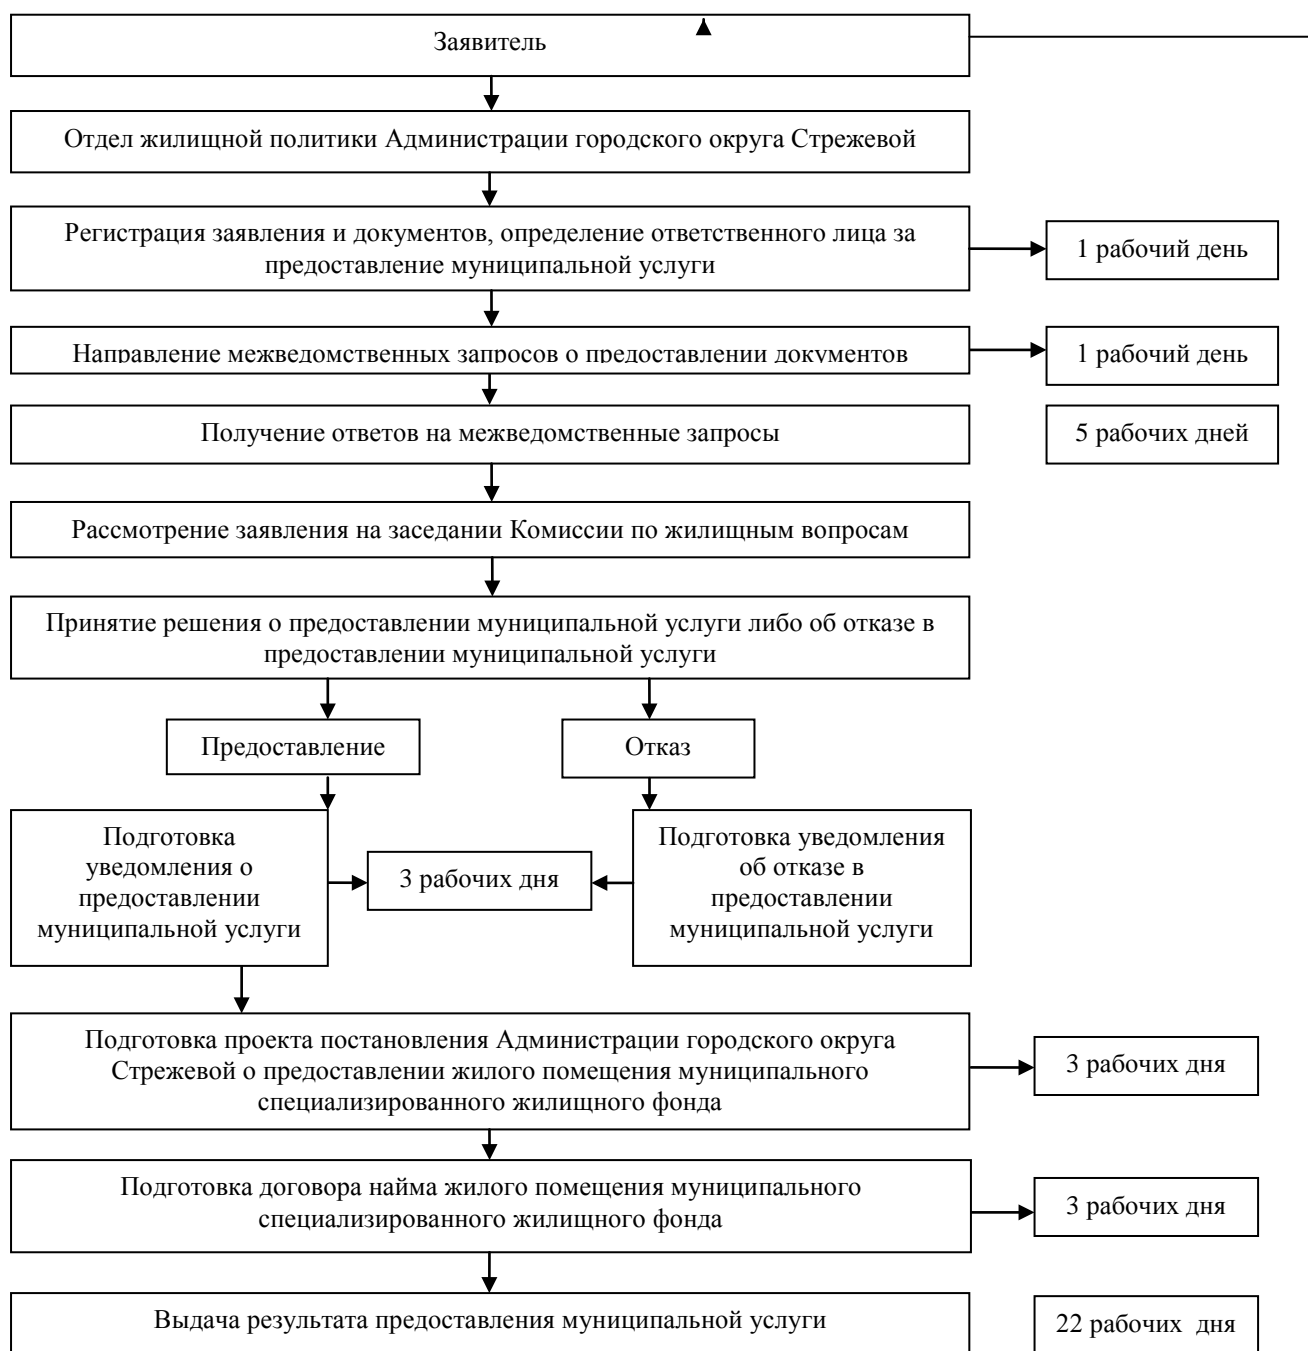 Заявитель
Отдел жилищной политики Администрации городского округа Стрежевой
Регистрация заявления и документов, определение ответственного лица за
предоставление муниципальной услуги
1 рабочий день
Направление межведомственных запросов о предоставлении документов
1 рабочий день
Получение ответов на межведомственные запросы
5 рабочих дней
Рассмотрение заявления на заседании Комиссии по жилищным вопросам
Принятие решения о предоставлении муниципальной услуги либо об отказе в
предоставлении муниципальной услуги
Предоставление
Отказ
Подготовка
уведомления о
предоставлении
муниципальной услуги
3 рабочих дня
Подготовка уведомления
об отказе в
предоставлении
муниципальной услуги
Подготовка проекта постановления Администрации городского округа
Стрежевой о предоставлении жилого помещения муниципального
специализированного жилищного фонда
3 рабочих дня
Подготовка договора найма жилого помещения муниципального
специализированного жилищного фонда
3 рабочих дня
Выдача результата предоставления муниципальной услуги
22 рабочих дня